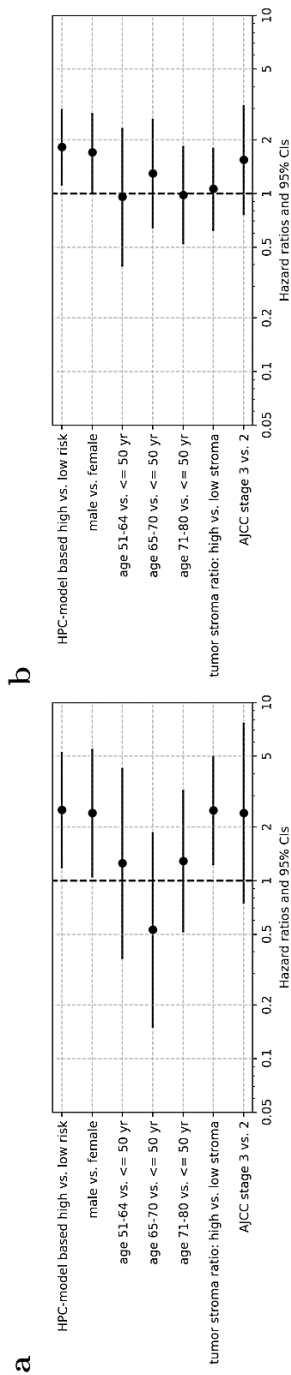 a
HPC-model based high vs. low risk
male vs. female
age 51-64 vs. <= 50 yr
age 65-70 vs. <= 50 yr
age 71-80 vs. <= 50 yr
tumor stroma ratio: high vs. low stroma
AJCC stage 3 vs. 2
0.05 0.1 0.2 0.5 1 2 5 10
Hazard ratios and 95% CIs
b
HPC-model based high vs. low risk
male vs. female
age 51-64 vs. <= 50 yr
age 65-70 vs. <= 50 yr
age 71-80 vs. <= 50 yr
tumor stroma ratio: high vs. low stroma
AJCC stage 3 vs. 2
0.05 0.1 0.2 0.5 1 2 5 10
Hazard ratios and 95% CIs